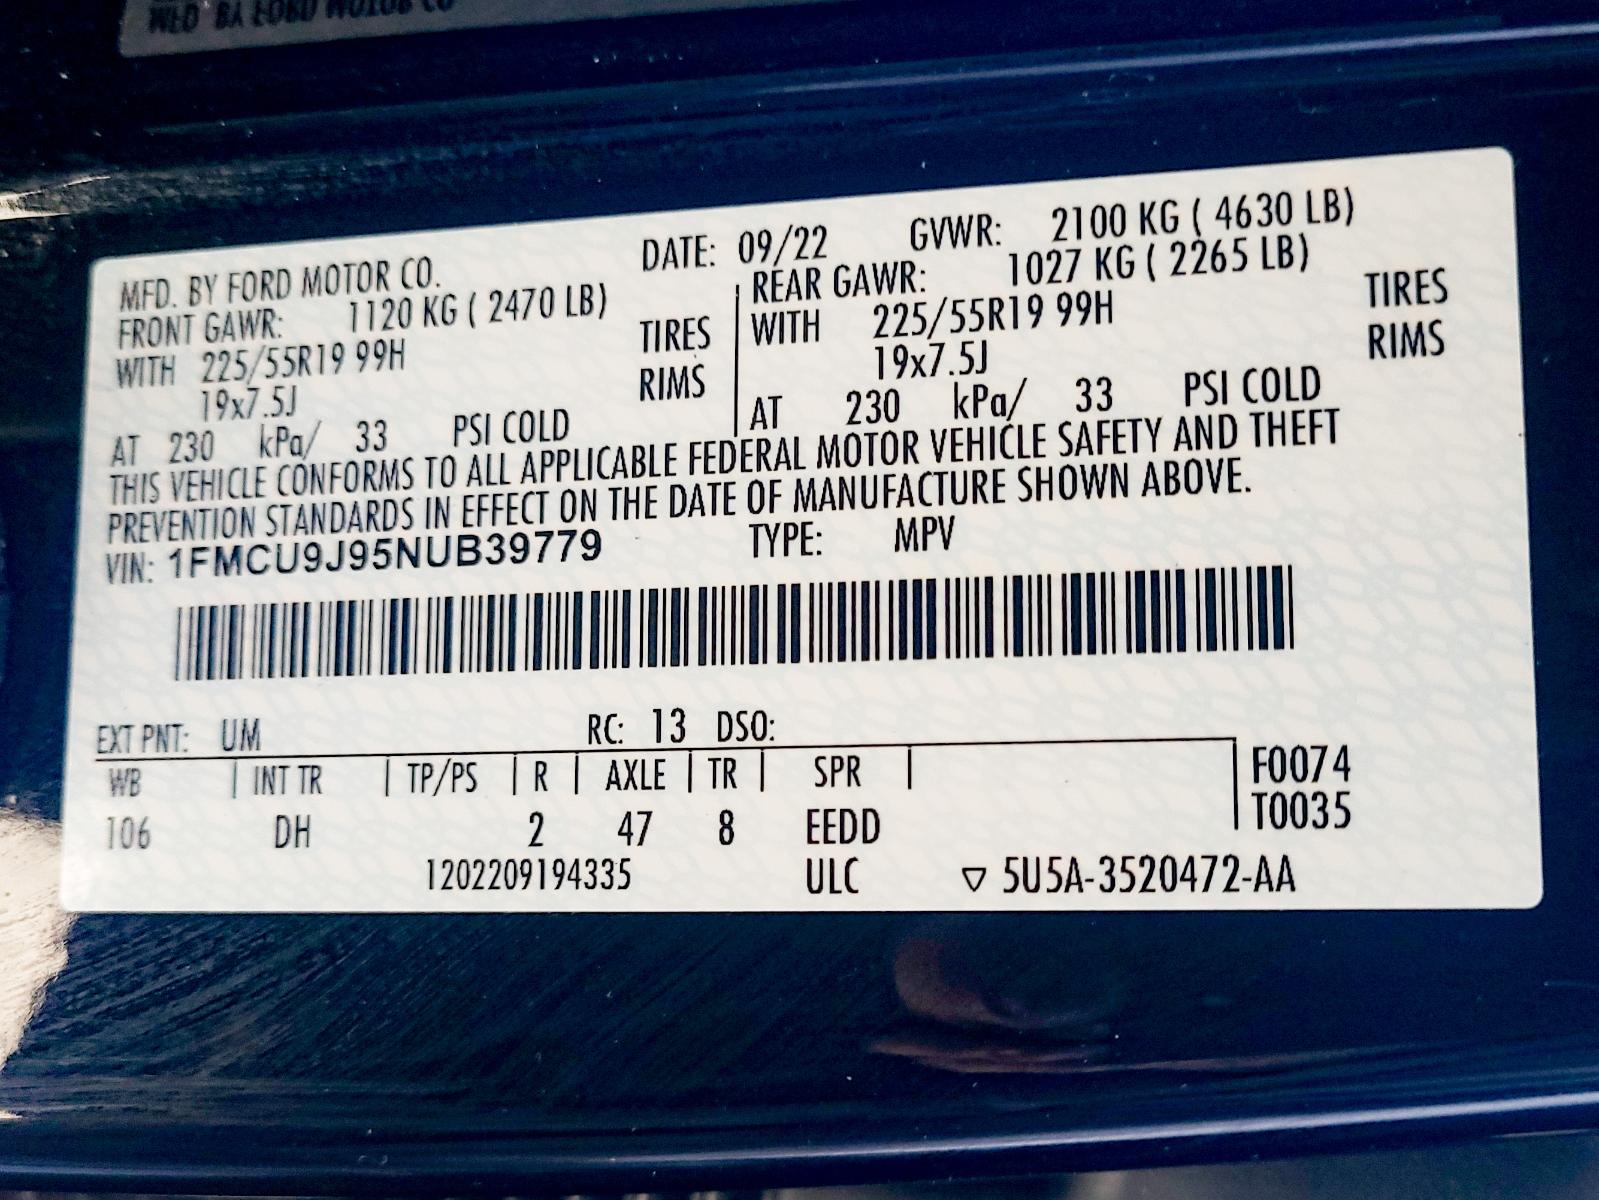 MFD. BY FORD MOTOR CO. DATE: 09/22 GVWR: 2100 KG ( 4630 LB)
FRONT GAWR: 1120 KG ( 2470 LB) REAR GAWR: 1027 KG ( 2265 LB)
WITH 225/55R19 99H TIRES WITH 225/55R19 99H TIRES
19x7.5J RIMS 19x7.5J RIMS
AT 230 kPa/ 33 PSI COLD AT 230 kPa/ 33 PSI COLD
THIS VEHICLE CONFORMS TO ALL APPLICABLE FEDERAL MOTOR VEHICLE SAFETY AND THEFT
PREVENTION STANDARDS IN EFFECT ON THE DATE OF MANUFACTURE SHOWN ABOVE.
VIN: 1FMCU9J95NUB39779 TYPE: MPV
EXT PNT: UM RC: 13 DSO:
WB INT TR TP/PS R AXLE TR SPR F0074
106 DH 2 47 8 EEDD T0035
1202209194335 ULC ▽ 5U5A-3520472-AA